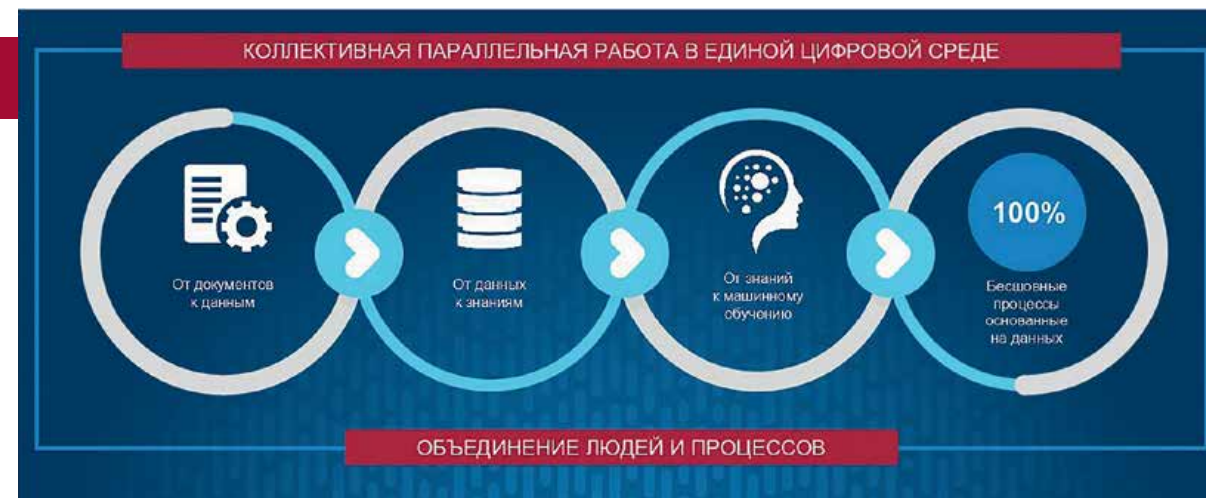 КОЛЛЕКТИВНАЯ ПАРАЛЛЕЛЬНАЯ РАБОТА В ЕДИНОЙ ЦИФРОВОЙ СРЕДЕ
От документов
к данным
От данных
к знаниям
От знаний
к машинному
обучению
100%
Бесшовные
процессы
основанные
на данных
ОБЪЕДИНЕНИЕ ЛЮДЕЙ И ПРОЦЕССОВ